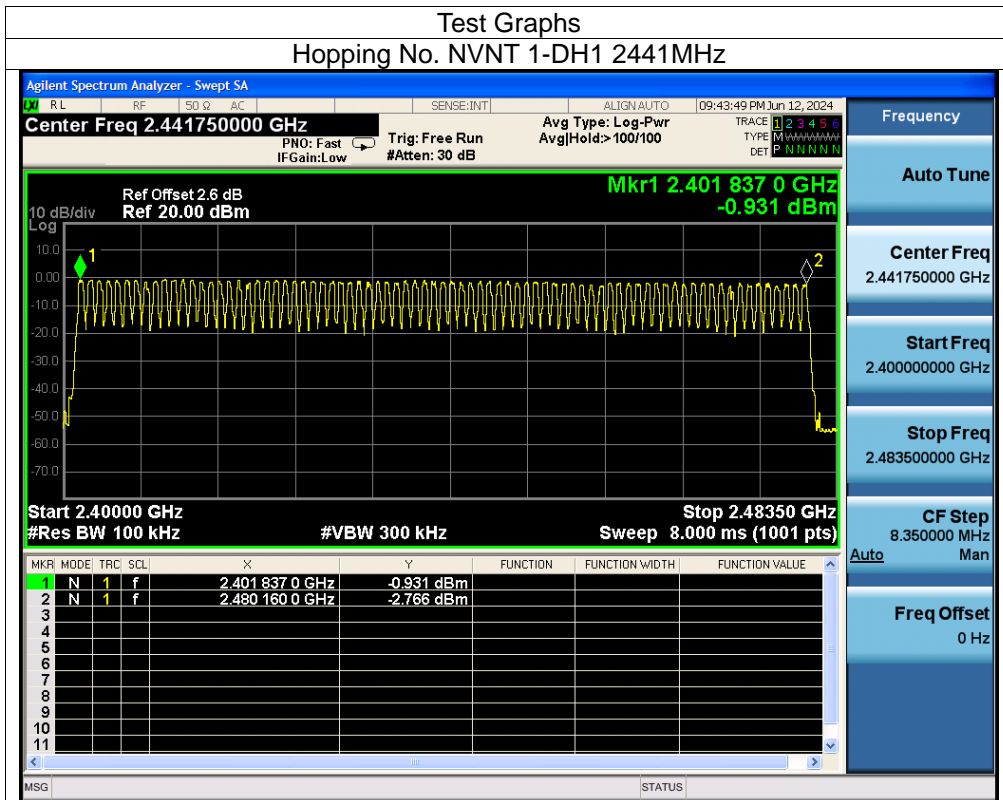 Test Graphs
Hopping No. NVNT 1-DH1 2441MHz
Agilent Spectrum Analyzer - Swept SA
LXI RL RF 50 Ω AC SENSE:INT ALIGN AUTO 09:43:49 PM Jun 12, 2024
Center Freq 2.441750000 GHz
PNO: Fast
IFGain:Low
Trig: Free Run
#Atten: 30 dB
Avg Type: Log-Pwr
Avg|Hold:>100/100
TRACE 1 2 3 4 5 6
TYPE M W W W W W
DET P N N N N N
Frequency
Auto Tune
Center Freq
2.441750000 GHz
Start Freq
2.400000000 GHz
Stop Freq
2.483500000 GHz
CF Step
8.350000 MHz
Auto Man
Freq Offset
0 Hz
Mkr1 2.401 837 0 GHz
-0.931 dBm
Ref Offset 2.6 dB
10 dB/div Ref 20.00 dBm
Log
10.0
0.00
-10.0
-20.0
-30.0
-40.0
-50.0
-60.0
-70.0
1
2
Start 2.40000 GHz Stop 2.48350 GHz
#Res BW 100 kHz #VBW 300 kHz Sweep 8.000 ms (1001 pts)
MKR MODE TRC SCL X Y FUNCTION FUNCTION WIDTH FUNCTION VALUE
1 N 1 f 2.401 837 0 GHz -0.931 dBm
2 N 1 f 2.480 160 0 GHz -2.766 dBm
3
4
5
6
7
8
9
10
11
MSG STATUS